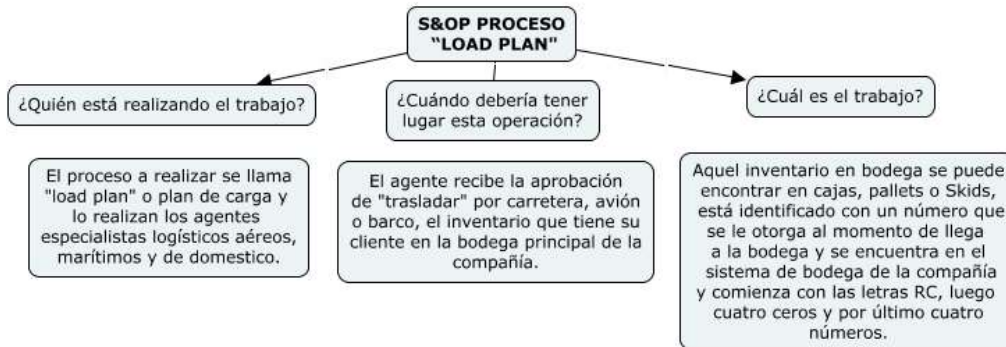 S&OP PROCESO
“LOAD PLAN"
¿Quién está realizando el trabajo?
¿Cuándo debería tener
lugar esta operación?
¿Cuál es el trabajo?
El proceso a realizar se llama
"load plan" o plan de carga y
lo realizan los agentes
especialistas logísticos aéreos,
marítimos y de domestico.
El agente recibe la aprobación
de "trasladar" por carretera, avión
o barco, el inventario que tiene su
cliente en la bodega principal de la
compañía.
Aquel inventario en bodega se puede
encontrar en cajas, pallets o Skids,
está identificado con un número que
se le otorga al momento de llega
a la bodega y se encuentra en el
sistema de bodega de la compañía
y comienza con las letras RC, luego
cuatro ceros y por último cuatro
números.